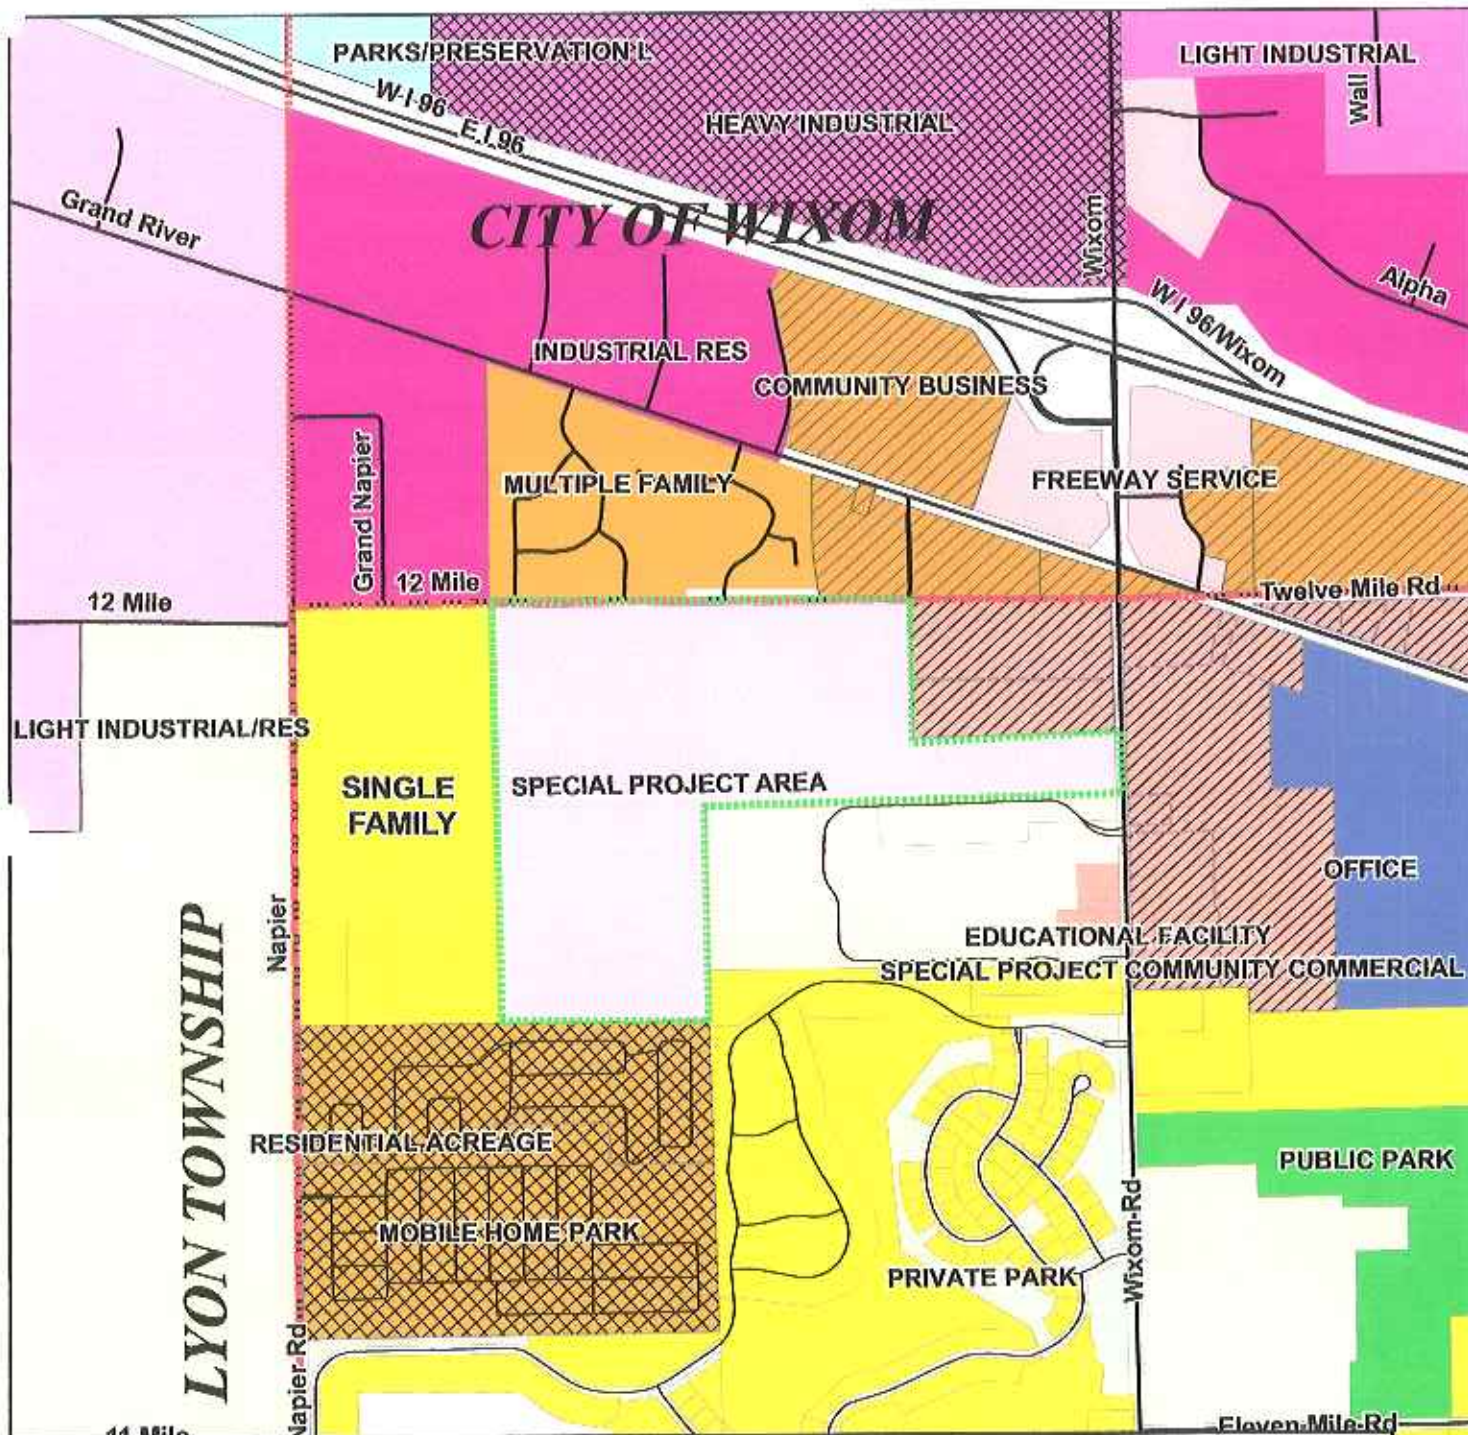 PARKS/PRESERVATION L
LIGHT INDUSTRIAL
Wall
W I 96
E I 96
HEAVY INDUSTRIAL
Grand River
CITY OF WIXOM
Wixom
Alpha
W I 96/Wixom
INDUSTRIAL RES
COMMUNITY BUSINESS
Grand Napier
MULTIPLE FAMILY
FREEWAY SERVICE
12 Mile
12 Mile
Twelve Mile Rd
LIGHT INDUSTRIAL/RES
SINGLE
FAMILY
SPECIAL PROJECT AREA
OFFICE
Napier
LYON TOWNSHIP
EDUCATIONAL FACILITY
SPECIAL PROJECT COMMUNITY COMMERCIAL
RESIDENTIAL ACREAGE
PUBLIC PARK
MOBILE HOME PARK
Wixom Rd
PRIVATE PARK
Napier Rd
11 Mile
Eleven Mile Rd